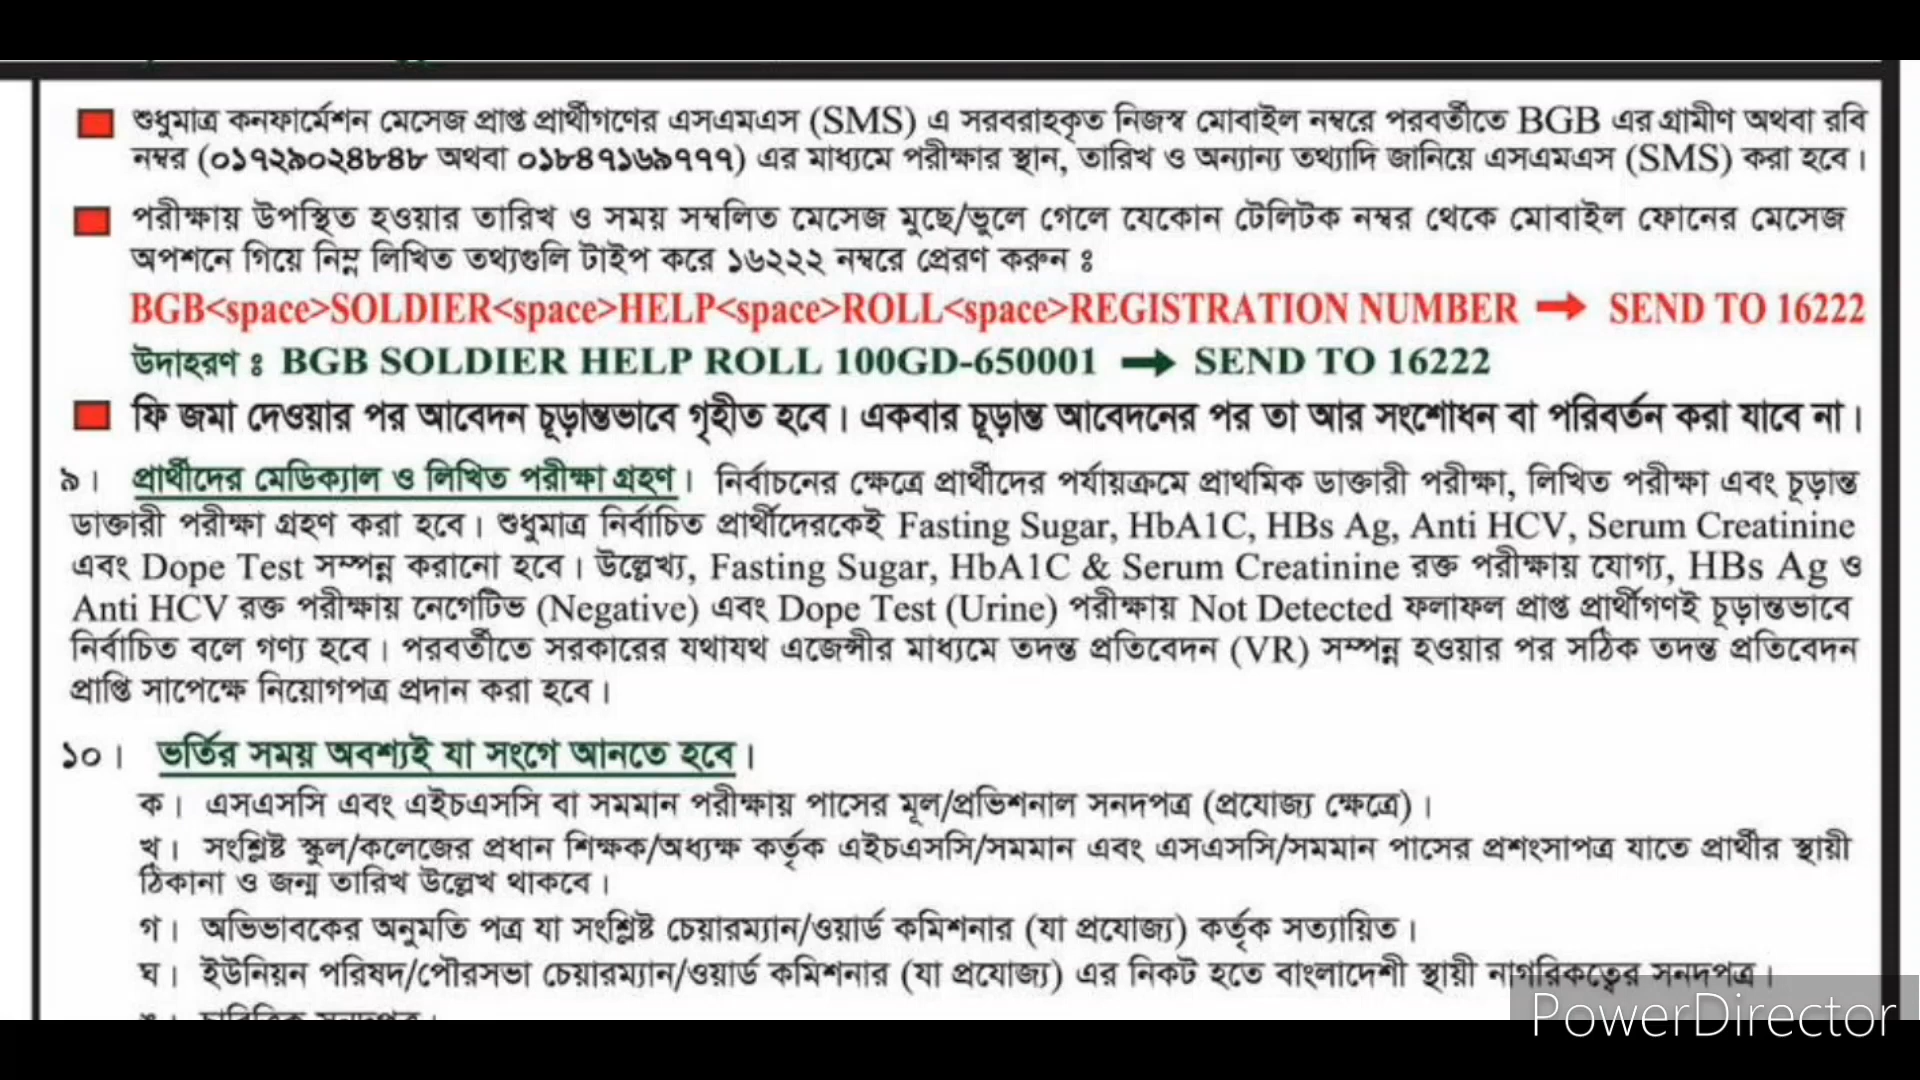 শুধুমাত্র কনফার্মেশন মেসেজ প্রাপ্ত প্রার্থীগণের এসএমএস (SMS) এ সরবরাহকৃত নিজস্ব মোবাইল নম্বরে পরবর্তীতে BGB এর গ্রামীণ অথবা রবি
নম্বর (০১৭২৯০২৪৮৪৮ অথবা ০১৮৪৭১৬৯৭৭৭) এর মাধ্যমে পরীক্ষার স্থান, তারিখ ও অন্যান্য তথ্যাদি জানিয়ে এসএমএস (SMS) করা হবে।
পরীক্ষায় উপস্থিত হওয়ার তারিখ ও সময় সম্বলিত মেসেজ মুছে/ভুলে গেলে যেকোন টেলিটক নম্বর থেকে মোবাইল ফোনের মেসেজ
অপশনে গিয়ে নিম্ন লিখিত তথ্যগুলি টাইপ করে ১৬২২২ নম্বরে প্রেরণ করুন ঃ
BGB<space>SOLDIER<space>HELP<space>ROLL<space>REGISTRATION NUMBER → SEND TO 16222
উদাহরণ ঃ BGB SOLDIER HELP ROLL 100GD-650001 → SEND TO 16222
ফি জমা দেওয়ার পর আবেদন চূড়ান্তভাবে গৃহীত হবে। একবার চূড়ান্ত আবেদনের পর তা আর সংশোধন বা পরিবর্তন করা যাবে না।
৯। প্রার্থীদের মেডিক্যাল ও লিখিত পরীক্ষা গ্রহণ। নির্বাচনের ক্ষেত্রে প্রার্থীদের পর্যায়ক্রমে প্রাথমিক ডাক্তারী পরীক্ষা, লিখিত পরীক্ষা এবং চূড়ান্ত
ডাক্তারী পরীক্ষা গ্রহণ করা হবে। শুধুমাত্র নির্বাচিত প্রার্থীদেরকেই Fasting Sugar, HbA1C, HBs Ag, Anti HCV, Serum Creatinine
এবং Dope Test সম্পন্ন করানো হবে। উল্লেখ্য, Fasting Sugar, HbA1C & Serum Creatinine রক্ত পরীক্ষায় যোগ্য, HBs Ag ও
Anti HCV রক্ত পরীক্ষায় নেগেটিভ (Negative) এবং Dope Test (Urine) পরীক্ষায় Not Detected ফলাফল প্রাপ্ত প্রার্থীগণই চূড়ান্তভাবে
নির্বাচিত বলে গণ্য হবে। পরবর্তীতে সরকারের যথাযথ এজেন্সীর মাধ্যমে তদন্ত প্রতিবেদন (VR) সম্পন্ন হওয়ার পর সঠিক তদন্ত প্রতিবেদন
প্রাপ্তি সাপেক্ষে নিয়োগপত্র প্রদান করা হবে।
১০। ভর্তির সময় অবশ্যই যা সংগে আনতে হবে।
ক। এসএসসি এবং এইচএসসি বা সমমান পরীক্ষায় পাসের মূল/প্রভিশনাল সনদপত্র (প্রযোজ্য ক্ষেত্রে)।
খ। সংশ্লিষ্ট স্কুল/কলেজের প্রধান শিক্ষক/অধ্যক্ষ কর্তৃক এইচএসসি/সমমান এবং এসএসসি/সমমান পাসের প্রশংসাপত্র যাতে প্রার্থীর স্থায়ী
ঠিকানা ও জন্ম তারিখ উল্লেখ থাকবে।
গ। অভিভাবকের অনুমতি পত্র যা সংশ্লিষ্ট চেয়ারম্যান/ওয়ার্ড কমিশনার (যা প্রযোজ্য) কর্তৃক সত্যায়িত।
ঘ। ইউনিয়ন পরিষদ/পৌরসভা চেয়ারম্যান/ওয়ার্ড কমিশনার (যা প্রযোজ্য) এর নিকট হতে বাংলাদেশী স্থায়ী নাগরিকত্বের সনদপত্র।
PowerDirector